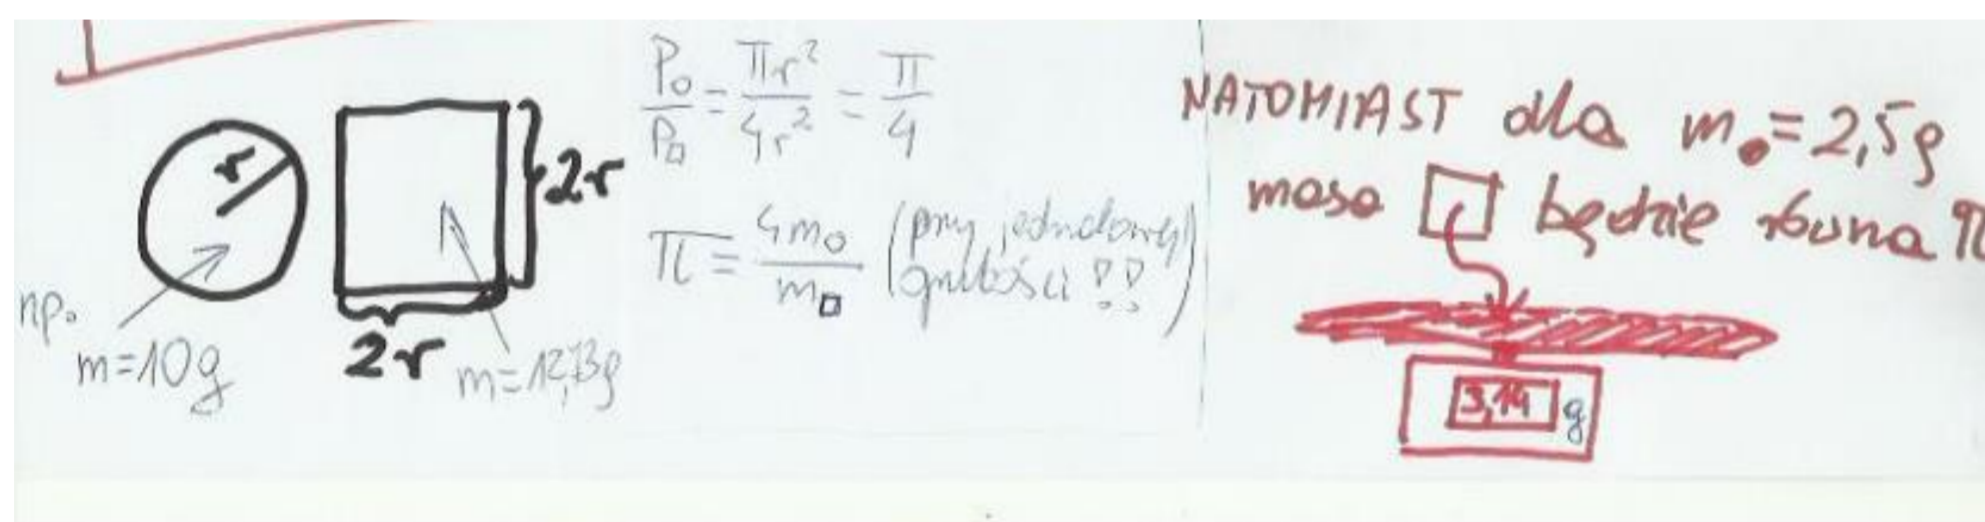 r
2r
2r
np.
m=10g
m=12,73g
P○/P□ = πr²/4r² = π/4
π = 4m○/m□ (przy jednakowej
grubości !!)
NATOMIAST dla m●=2,5g
masa □ będzie równa π
3,14 g